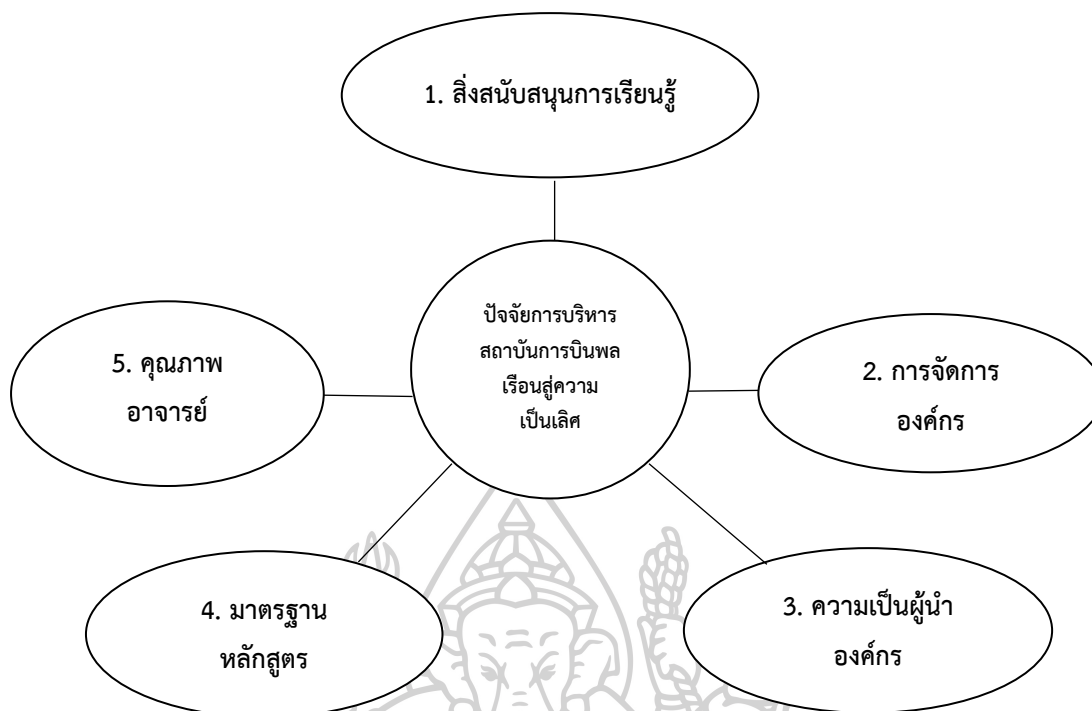 1. สิ่งสนับสนุนการเรียนรู้
ปัจจัยการบริหาร
สถาบันการบินพล
เรือนสู่ความ
เป็นเลิศ
2. การจัดการ
องค์กร
3. ความเป็นผู้นำ
องค์กร
4. มาตรฐาน
หลักสูตร
5. คุณภาพ
อาจารย์